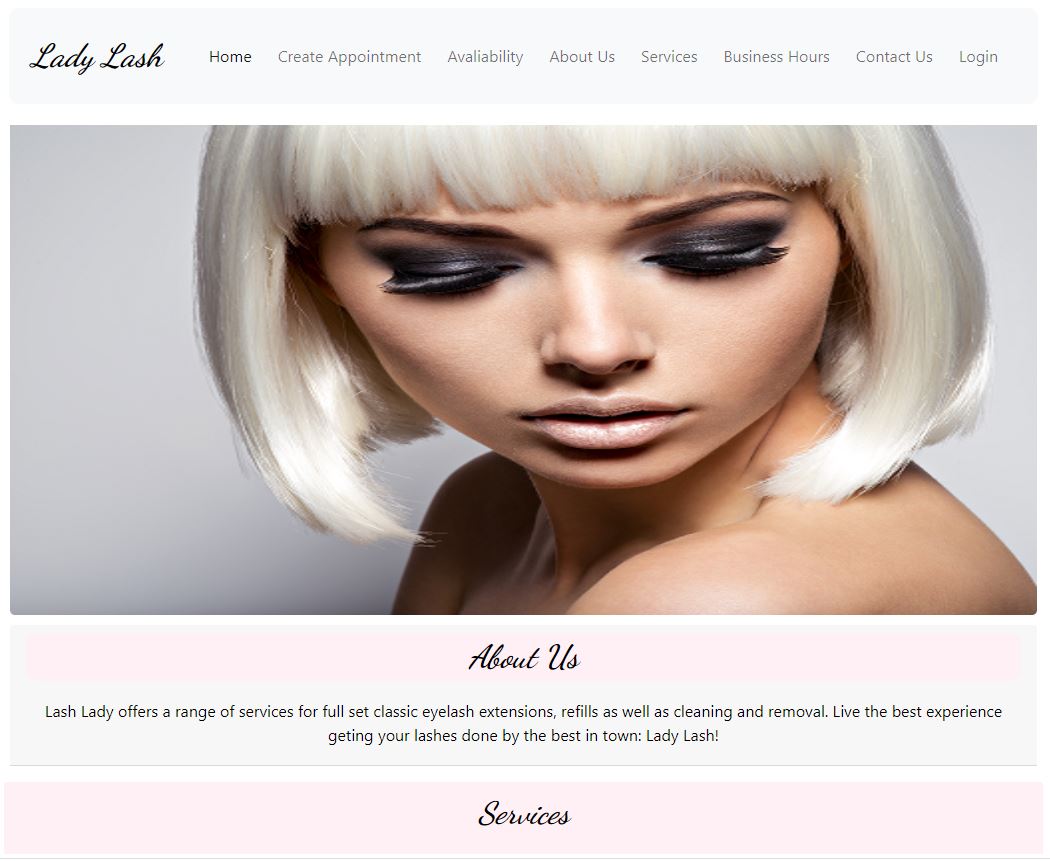 Lady Lash Home Create Appointment Avaliability About Us Services Business Hours Contact Us Login
About Us
Lash Lady offers a range of services for full set classic eyelash extensions, refills as well as cleaning and removal. Live the best experience
geting your lashes done by the best in town: Lady Lash!
Services